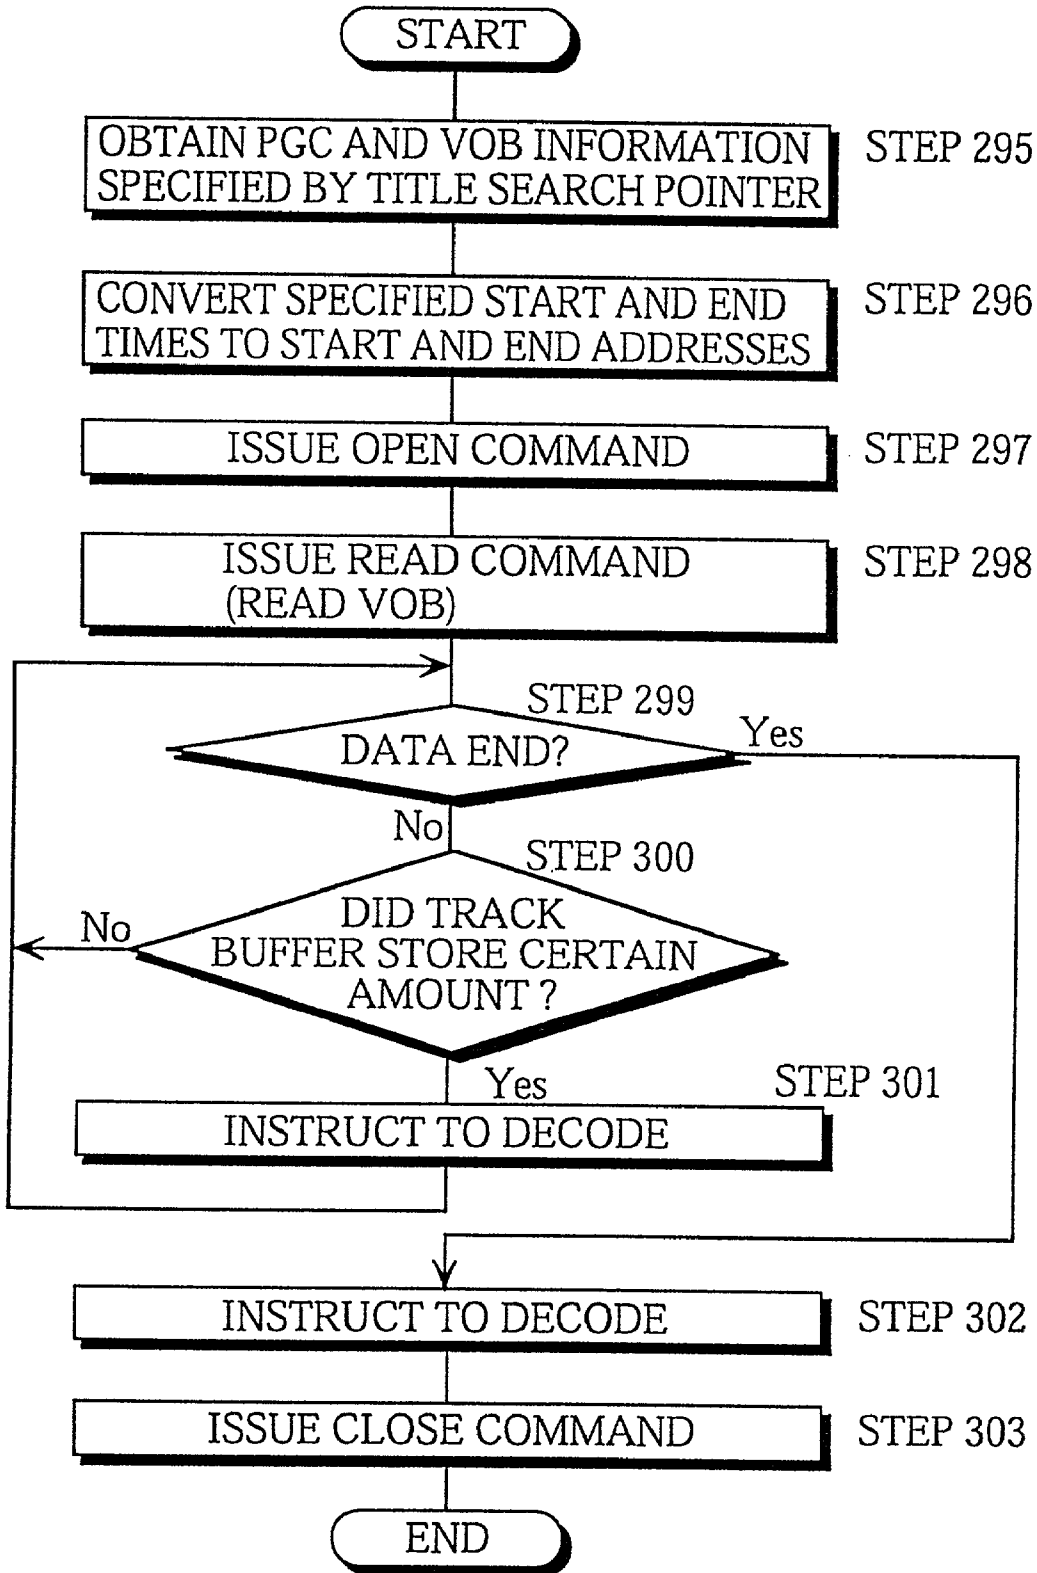 START
OBTAIN PGC AND VOB INFORMATION
SPECIFIED BY TITLE SEARCH POINTER
STEP 295
CONVERT SPECIFIED START AND END
TIMES TO START AND END ADDRESSES
STEP 296
ISSUE OPEN COMMAND
STEP 297
ISSUE READ COMMAND
(READ VOB)
STEP 298
STEP 299
DATA END?
Yes
No
STEP 300
DID TRACK
BUFFER STORE CERTAIN
AMOUNT ?
No
Yes
STEP 301
INSTRUCT TO DECODE
INSTRUCT TO DECODE
STEP 302
ISSUE CLOSE COMMAND
STEP 303
END